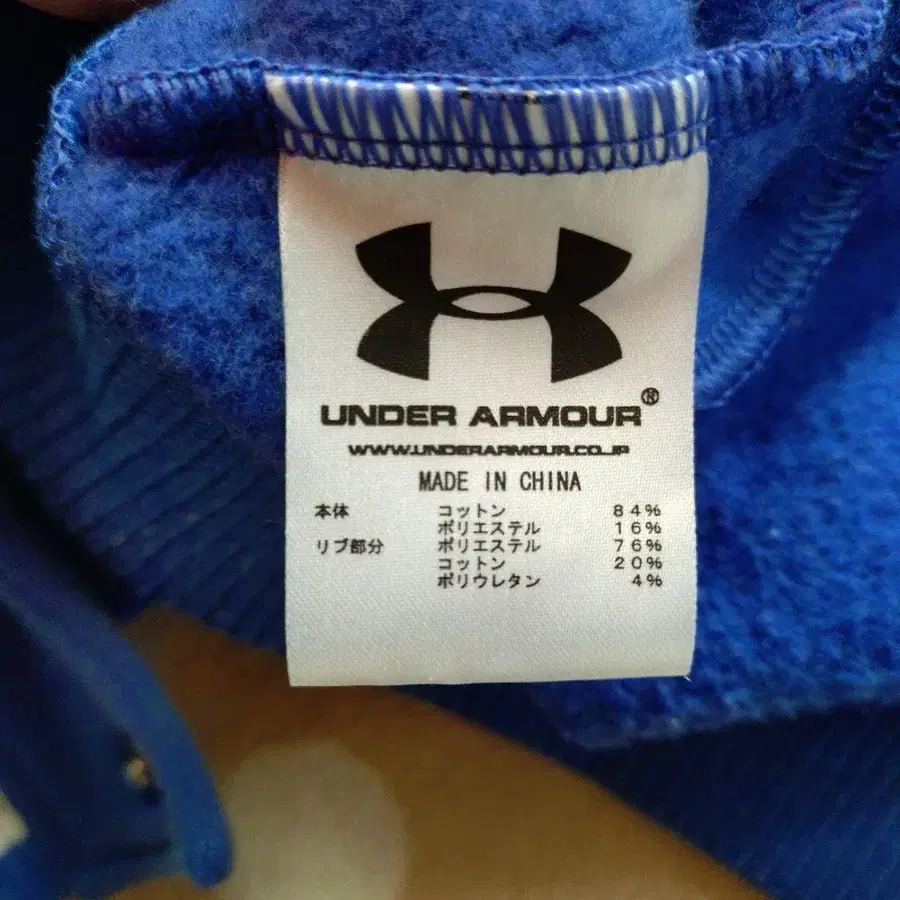 UNDER ARMOUR®
WWW.UNDERARMOUR.CO.JP
MADE IN CHINA
本体 コットン 84%
ポリエステル 16%
リブ部分 ポリエステル 76%
コットン 20%
ポリウレタン 4%